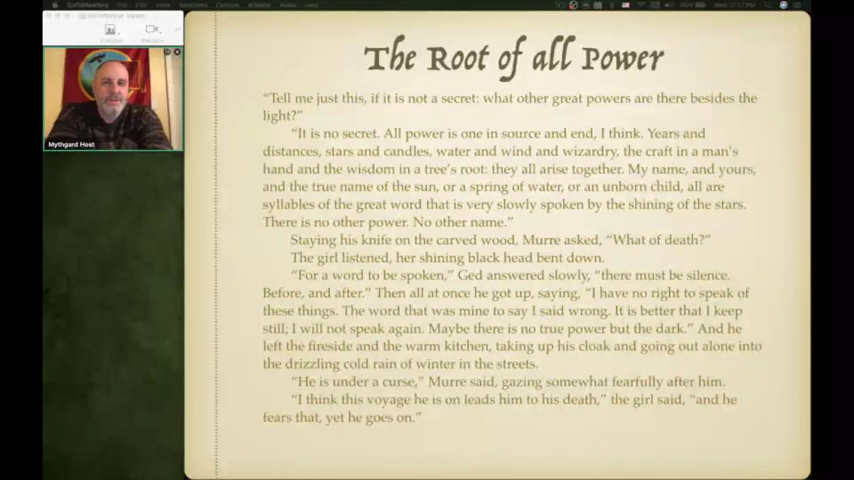 GoToMeeting
GoToWebinar Viewer
Mythgard Host
The Root of all Power
“Tell me just this, if it is not a secret: what other great powers are there besides the
light?”
“It is no secret. All power is one in source and end, I think. Years and
distances, stars and candles, water and wind and wizardry, the craft in a man’s
hand and the wisdom in a tree’s root: they all arise together. My name, and yours,
and the true name of the sun, or a spring of water, or an unborn child, all are
syllables of the great word that is very slowly spoken by the shining of the stars.
There is no other power. No other name.”
Staying his knife on the carved wood, Murre asked, “What of death?”
The girl listened, her shining black head bent down.
“For a word to be spoken,” Ged answered slowly, “there must be silence.
Before, and after.” Then all at once he got up, saying, “I have no right to speak of
these things. The word that was mine to say I said wrong. It is better that I keep
still; I will not speak again. Maybe there is no true power but the dark.” And he
left the fireside and the warm kitchen, taking up his cloak and going out alone into
the drizzling cold rain of winter in the streets.
“He is under a curse,” Murre said, gazing somewhat fearfully after him.
“I think this voyage he is on leads him to his death,” the girl said, “and he
fears that, yet he goes on.”